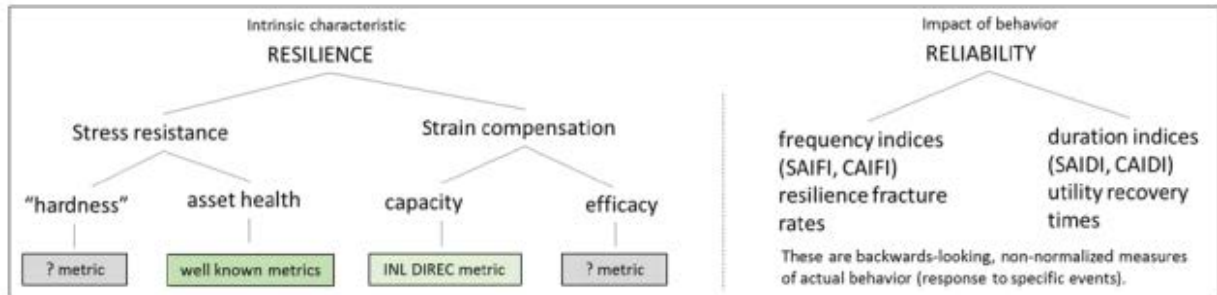 Intrinsic characteristic
RESILIENCE
Stress resistance
Strain compensation
"hardness"
asset health
capacity
efficacy
? metric
well known metrics
INL DIREC metric
? metric
Impact of behavior
RELIABILITY
frequency indices
(SAIFI, CAIFI)
resilience fracture
rates
duration indices
(SAIDI, CAIDI)
utility recovery
times
These are backwards-looking, non-normalized measures
of actual behavior (response to specific events).